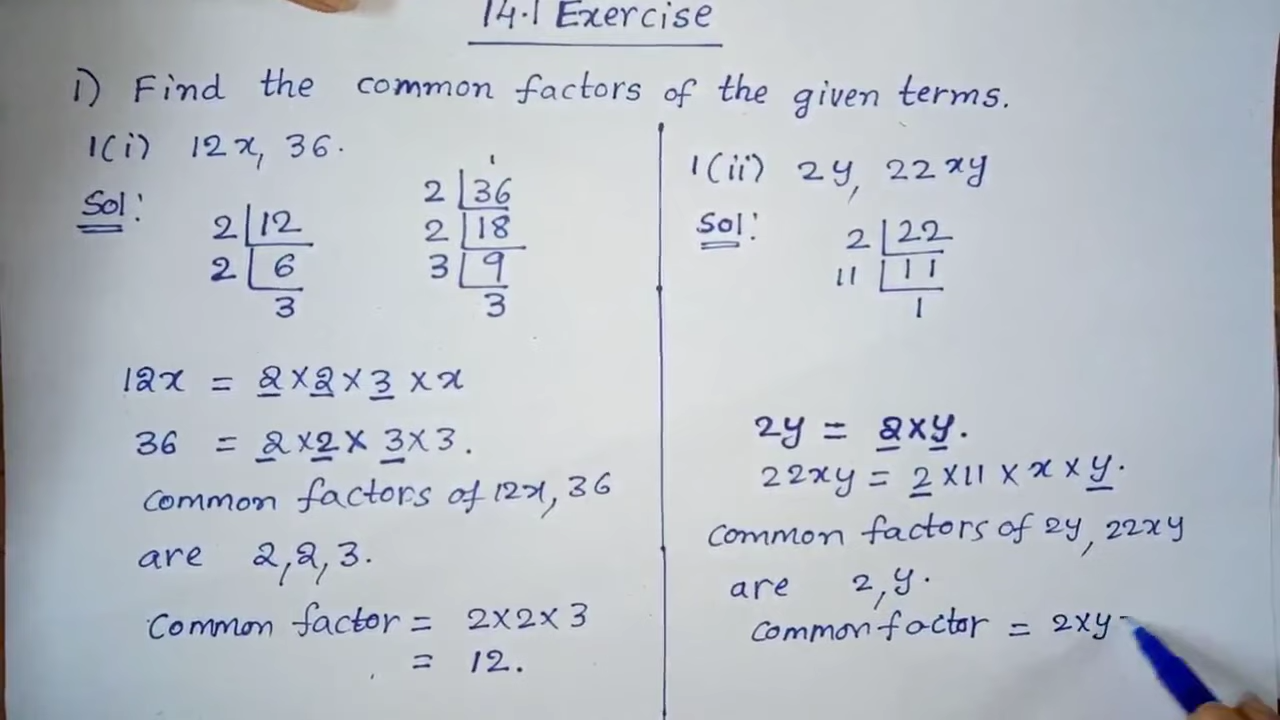 14.1 Exercise
1) Find the common factors of the given terms.
1(i) 12x, 36.
Sol:
2 | 12
2 | 6
3
2 | 36
2 | 18
3 | 9
3
12x = 2 × 2 × 3 × x
36 = 2 × 2 × 3 × 3.
Common factors of 12x, 36
are 2, 2, 3.
Common factor = 2×2×3
= 12.
1(ii) 2y, 22xy
Sol:
2 | 22
11 | 11
1
2y = 2×y.
22xy = 2 × 11 × x × y.
Common factors of 2y, 22xy
are 2, y.
Common factor = 2×y